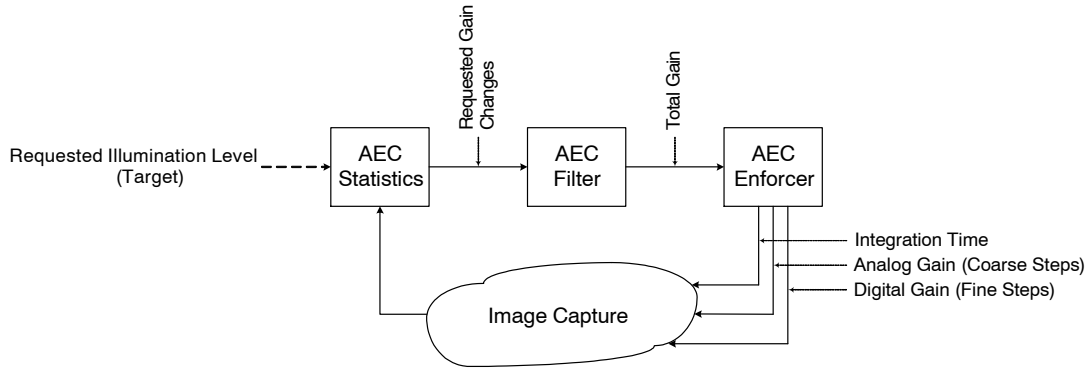 Requested Gain
Changes
Total Gain
Requested Illumination Level
(Target)
AEC
Statistics
AEC
Filter
AEC
Enforcer
Integration Time
Analog Gain (Coarse Steps)
Digital Gain (Fine Steps)
Image Capture